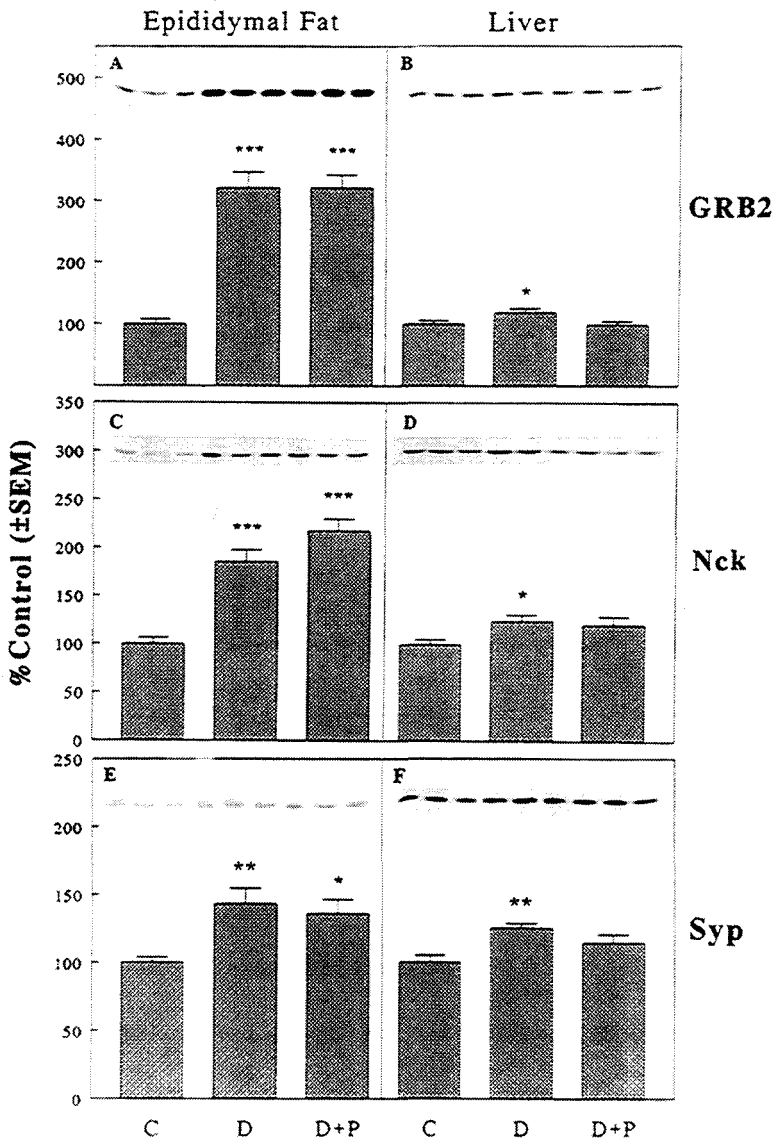 Epididymal Fat Liver
A B
500
400
300
200
100
*** ***
*
GRB2
C D
350
300
250
200
150
100
50
0
*** ***
*
Nck
E F
250
200
150
100
50
0
** *
**
Syp
%Control (±SEM)
C D D+P C D D+P